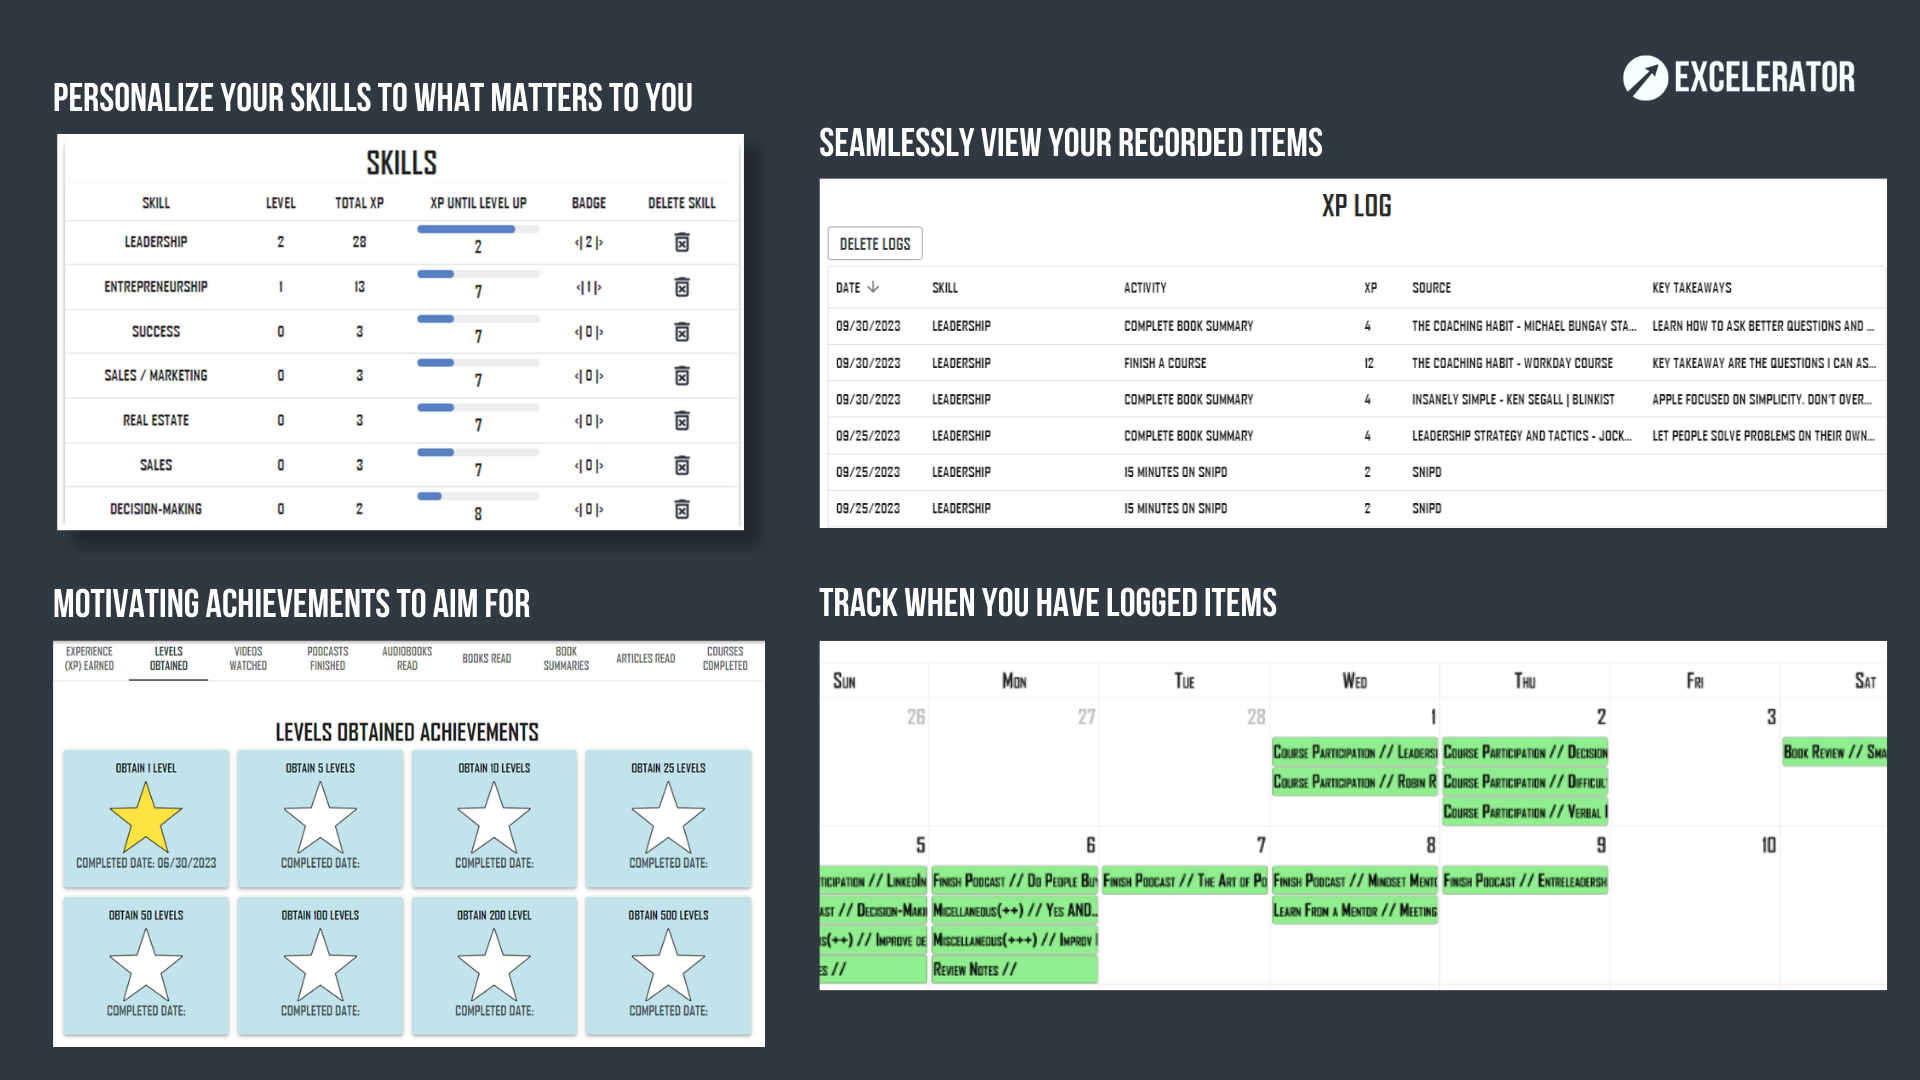 EXCELERATOR
PERSONALIZE YOUR SKILLS TO WHAT MATTERS TO YOU
SKILLS
SKILL LEVEL TOTAL XP XP UNTIL LEVEL UP BADGE DELETE SKILL
LEADERSHIP 2 28 2 <| 2 |>
ENTREPRENEURSHIP 1 13 7 <| 1 |>
SUCCESS 0 3 7 <| 0 |>
SALES / MARKETING 0 3 7 <| 0 |>
REAL ESTATE 0 3 7 <| 0 |>
SALES 0 3 7 <| 0 |>
DECISION-MAKING 0 2 8 <| 0 |>
SEAMLESSLY VIEW YOUR RECORDED ITEMS
XP LOG
DELETE LOGS
DATE SKILL ACTIVITY XP SOURCE KEY TAKEAWAYS
09/30/2023 LEADERSHIP COMPLETE BOOK SUMMARY 4 THE COACHING HABIT - MICHAEL BUNGAY STA... LEARN HOW TO ASK BETTER QUESTIONS AND ...
09/30/2023 LEADERSHIP FINISH A COURSE 12 THE COACHING HABIT - WORKDAY COURSE KEY TAKEAWAY ARE THE QUESTIONS I CAN AS...
09/30/2023 LEADERSHIP COMPLETE BOOK SUMMARY 4 INSANELY SIMPLE - KEN SEGALL | BLINKIST APPLE FOCUSED ON SIMPLICITY. DON'T OVER...
09/25/2023 LEADERSHIP COMPLETE BOOK SUMMARY 4 LEADERSHIP STRATEGY AND TACTICS - JOCK... LET PEOPLE SOLVE PROBLEMS ON THEIR OWN...
09/25/2023 LEADERSHIP 15 MINUTES ON SNIPD 2 SNIPD
09/25/2023 LEADERSHIP 15 MINUTES ON SNIPD 2 SNIPD
MOTIVATING ACHIEVEMENTS TO AIM FOR
EXPERIENCE LEVELS VIDEOS PODCASTS AUDIOBOOKS BOOKS READ BOOK ARTICLES READ COURSES
(XP) EARNED OBTAINED WATCHED FINISHED READ SUMMARIES COMPLETED
LEVELS OBTAINED ACHIEVEMENTS
OBTAIN 1 LEVEL OBTAIN 5 LEVELS OBTAIN 10 LEVELS OBTAIN 25 LEVELS
COMPLETED DATE: 06/30/2023 COMPLETED DATE: COMPLETED DATE: COMPLETED DATE:
OBTAIN 50 LEVELS OBTAIN 100 LEVELS OBTAIN 200 LEVEL OBTAIN 500 LEVELS
COMPLETED DATE: COMPLETED DATE: COMPLETED DATE: COMPLETED DATE:
TRACK WHEN YOU HAVE LOGGED ITEMS
SUN MON TUE WED THU FRI SAT
26 27 28 1 2 3
COURSE PARTICIPATION // LEADERSI COURSE PARTICIPATION // DECISION BOOK REVIEW // SMA
COURSE PARTICIPATION // ROBIN R COURSE PARTICIPATION // DIFFICUL
COURSE PARTICIPATION // VERBAL
5 6 7 8 9 10
TICIPATION // LINKEDIN FINISH PODCAST // DO PEOPLE BU FINISH PODCAST // THE ART OF PO FINISH PODCAST // MINDSET MENT FINISH PODCAST // ENTRELEADERSH
AST // DECISION-MAKI MICELLANEOUS(++) // YES AND... LEARN FROM A MENTOR // MEETING
S(++) // IMPROVE DE MISCELLANEOUS(+++) // IMPROV
ES // REVIEW NOTES //